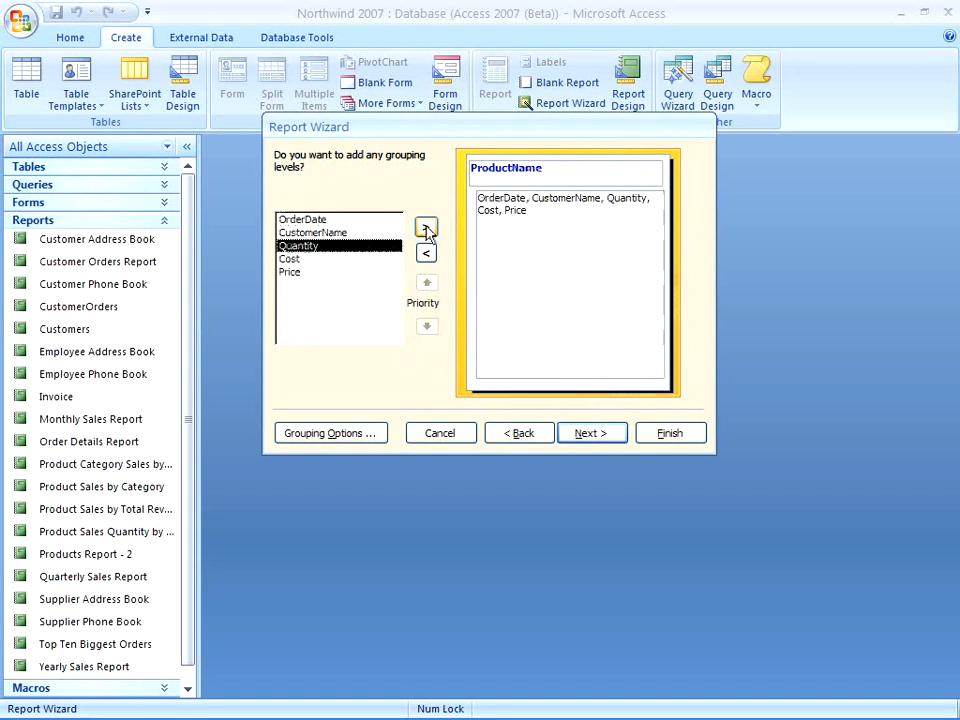 Northwind 2007 : Database (Access 2007 (Beta)) - Microsoft Access
Home Create External Data Database Tools
Table
Table Templates
SharePoint Lists
Table Design
Tables
Form
Split Form
Multiple Items
PivotChart
Blank Form
More Forms
Form Design
Report
Labels
Blank Report
Report Wizard
Report Design
Query Wizard
Query Design
Macro
her
All Access Objects
Tables
Queries
Forms
Reports
Customer Address Book
Customer Orders Report
Customer Phone Book
CustomerOrders
Customers
Employee Address Book
Employee Phone Book
Invoice
Monthly Sales Report
Order Details Report
Product Category Sales by...
Product Sales by Category
Product Sales by Total Rev...
Product Sales Quantity by ...
Products Report - 2
Quarterly Sales Report
Supplier Address Book
Supplier Phone Book
Top Ten Biggest Orders
Yearly Sales Report
Macros
Report Wizard
Do you want to add any grouping
levels?
OrderDate
CustomerName
Quantity
Cost
Price
>
<
Priority
ProductName
OrderDate, CustomerName, Quantity,
Cost, Price
Grouping Options ... Cancel < Back Next > Finish
Report Wizard Num Lock